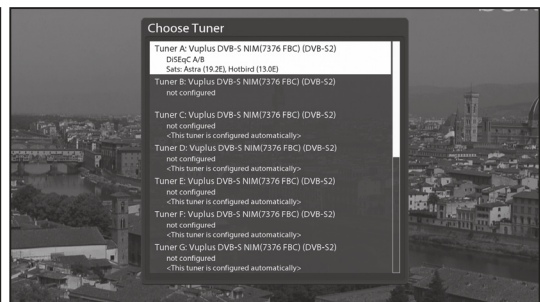 Choose Tuner
Tuner A: Vuplus DVB-S NIM(7376 FBC) (DVB-S2)
DiSEqC A/B
Sats: Astra (19.2E), Hotbird (13.0E)
Tuner B: Vuplus DVB-S NIM(7376 FBC) (DVB-S2)
not configured
Tuner C: Vuplus DVB-S NIM(7376 FBC) (DVB-S2)
not configured
<This tuner is configured automatically>
Tuner D: Vuplus DVB-S NIM(7376 FBC) (DVB-S2)
not configured
<This tuner is configured automatically>
Tuner E: Vuplus DVB-S NIM(7376 FBC) (DVB-S2)
not configured
<This tuner is configured automatically>
Tuner F: Vuplus DVB-S NIM(7376 FBC) (DVB-S2)
not configured
<This tuner is configured automatically>
Tuner G: Vuplus DVB-S NIM(7376 FBC) (DVB-S2)
not configured
<This tuner is configured automatically>